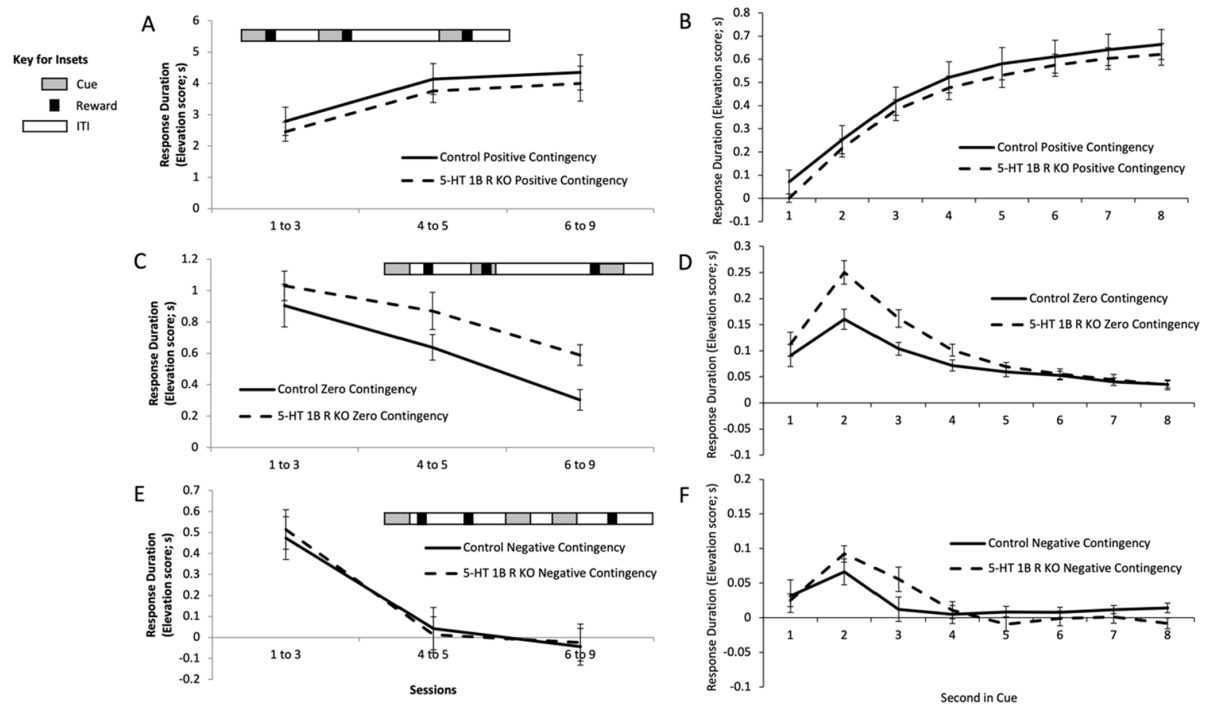 Key for Insets
Cue
Reward
ITI
A
Response Duration
(Elevation score; s)
6
5
4
3
2
1
0
1 to 3
4 to 5
6 to 9
Control Positive Contingency
5-HT 1B R KO Positive Contingency
B
Response Duration (Elevation score; s)
0.8
0.7
0.6
0.5
0.4
0.3
0.2
0.1
0
-0.1
1 2 3 4 5 6 7 8
Control Positive Contingency
5-HT 1B R KO Positive Contingency
C
Response Duration
(Elevation score; s)
1.2
1
0.8
0.6
0.4
0.2
0
1 to 3
4 to 5
6 to 9
Control Zero Contingency
5-HT 1B R KO Zero Contingency
D
Response Duration (Elevation score; s)
0.3
0.25
0.2
0.15
0.1
0.05
0
-0.05
-0.1
1 2 3 4 5 6 7 8
Control Zero Contingency
5-HT 1B R KO Zero Contingency
E
Response Duration
(Elevation score; s)
0.7
0.6
0.5
0.4
0.3
0.2
0.1
0
-0.1
-0.2
1 to 3
4 to 5
6 to 9
Control Negative Contingency
5-HT 1B R KO Negative Contingency
Sessions
F
Response Duration (Elevation score; s)
0.2
0.15
0.1
0.05
0
-0.05
-0.1
1 2 3 4 5 6 7 8
Control Negative Contingency
5-HT 1B R KO Negative Contingency
Second in Cue